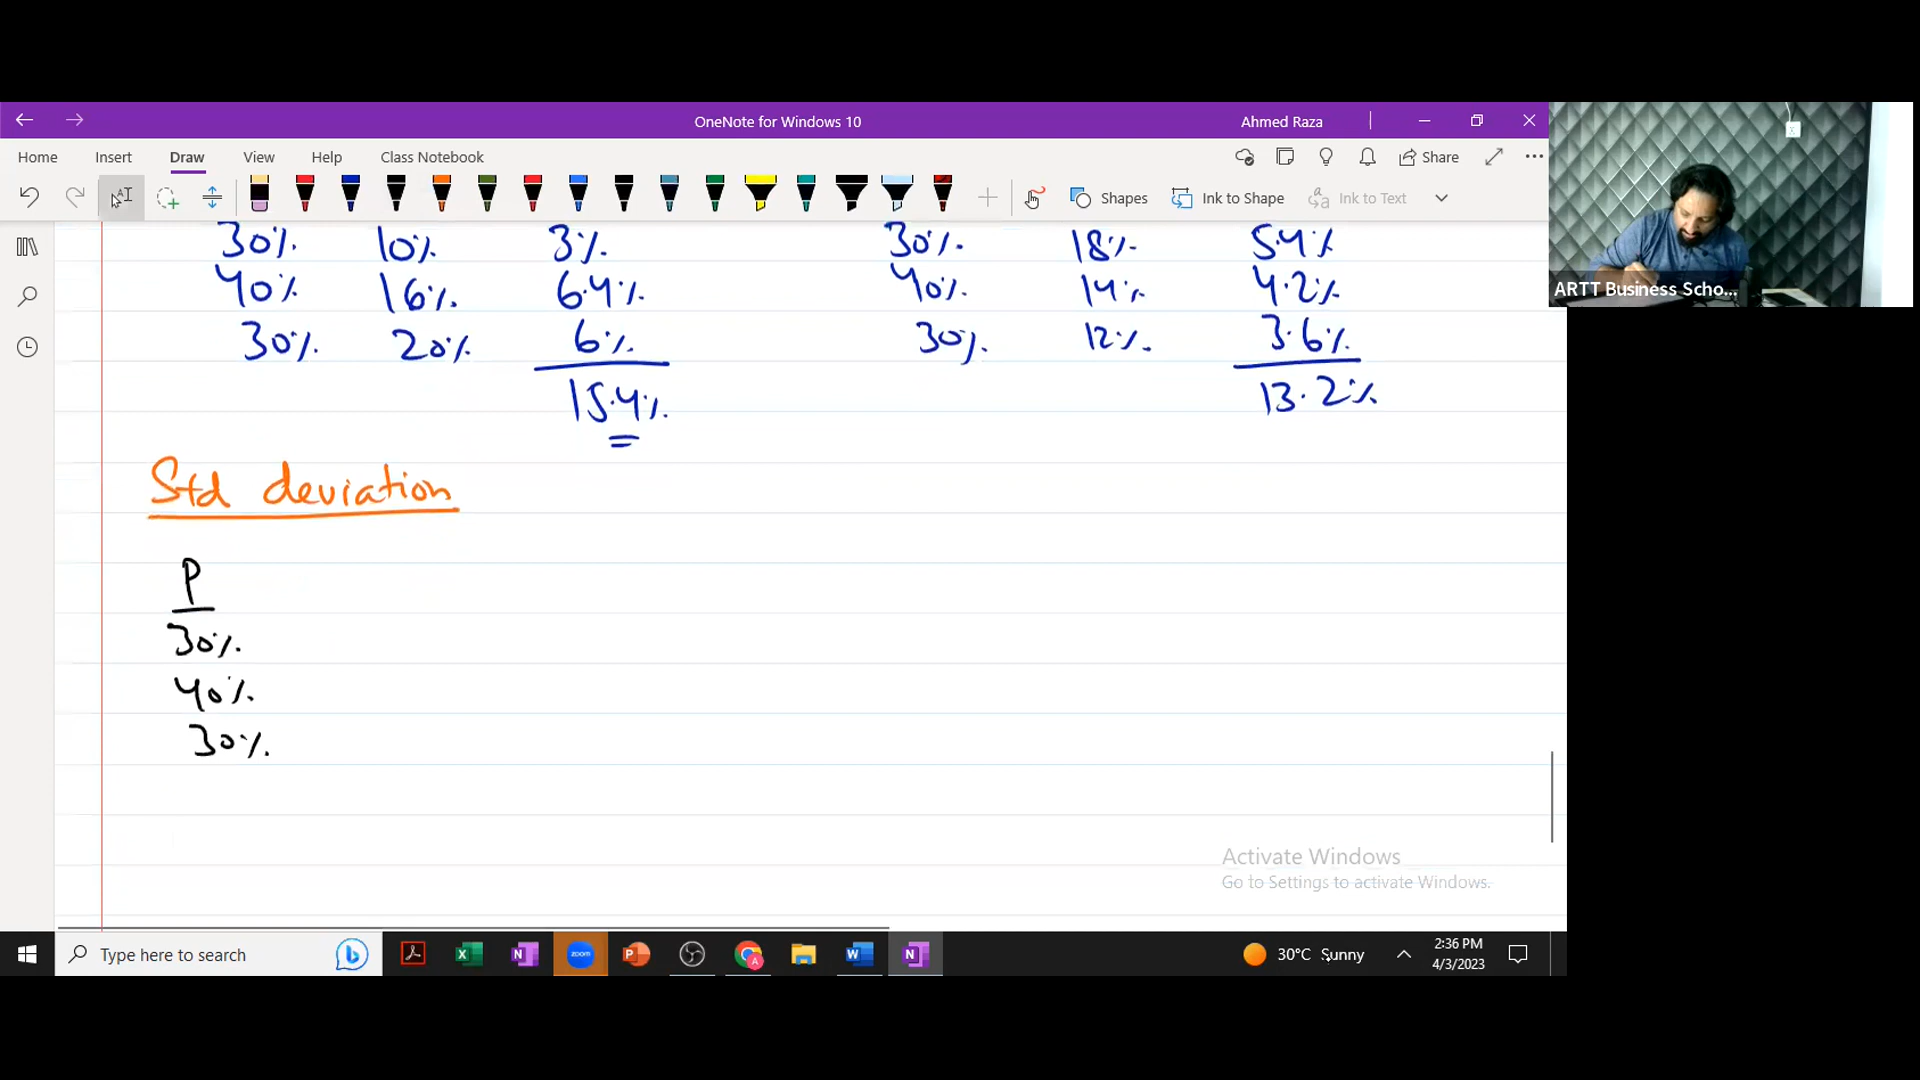 OneNote for Windows 10
Ahmed Raza
Home Insert Draw View Help Class Notebook
Share
Shapes Ink to Shape Ink to Text
30% 10% 3% 30% 18% 5.4%
40% 16% 6.4% 40% 14% 4.2%
30% 20% 6% 30% 12% 3.6%
15.4% 13.2%
Std deviation
P
30%
40%
30%
ARTT Business Scho...
Activate Windows
Go to Settings to activate Windows.
Type here to search
zoom
30°C Sunny
2:36 PM
4/3/2023